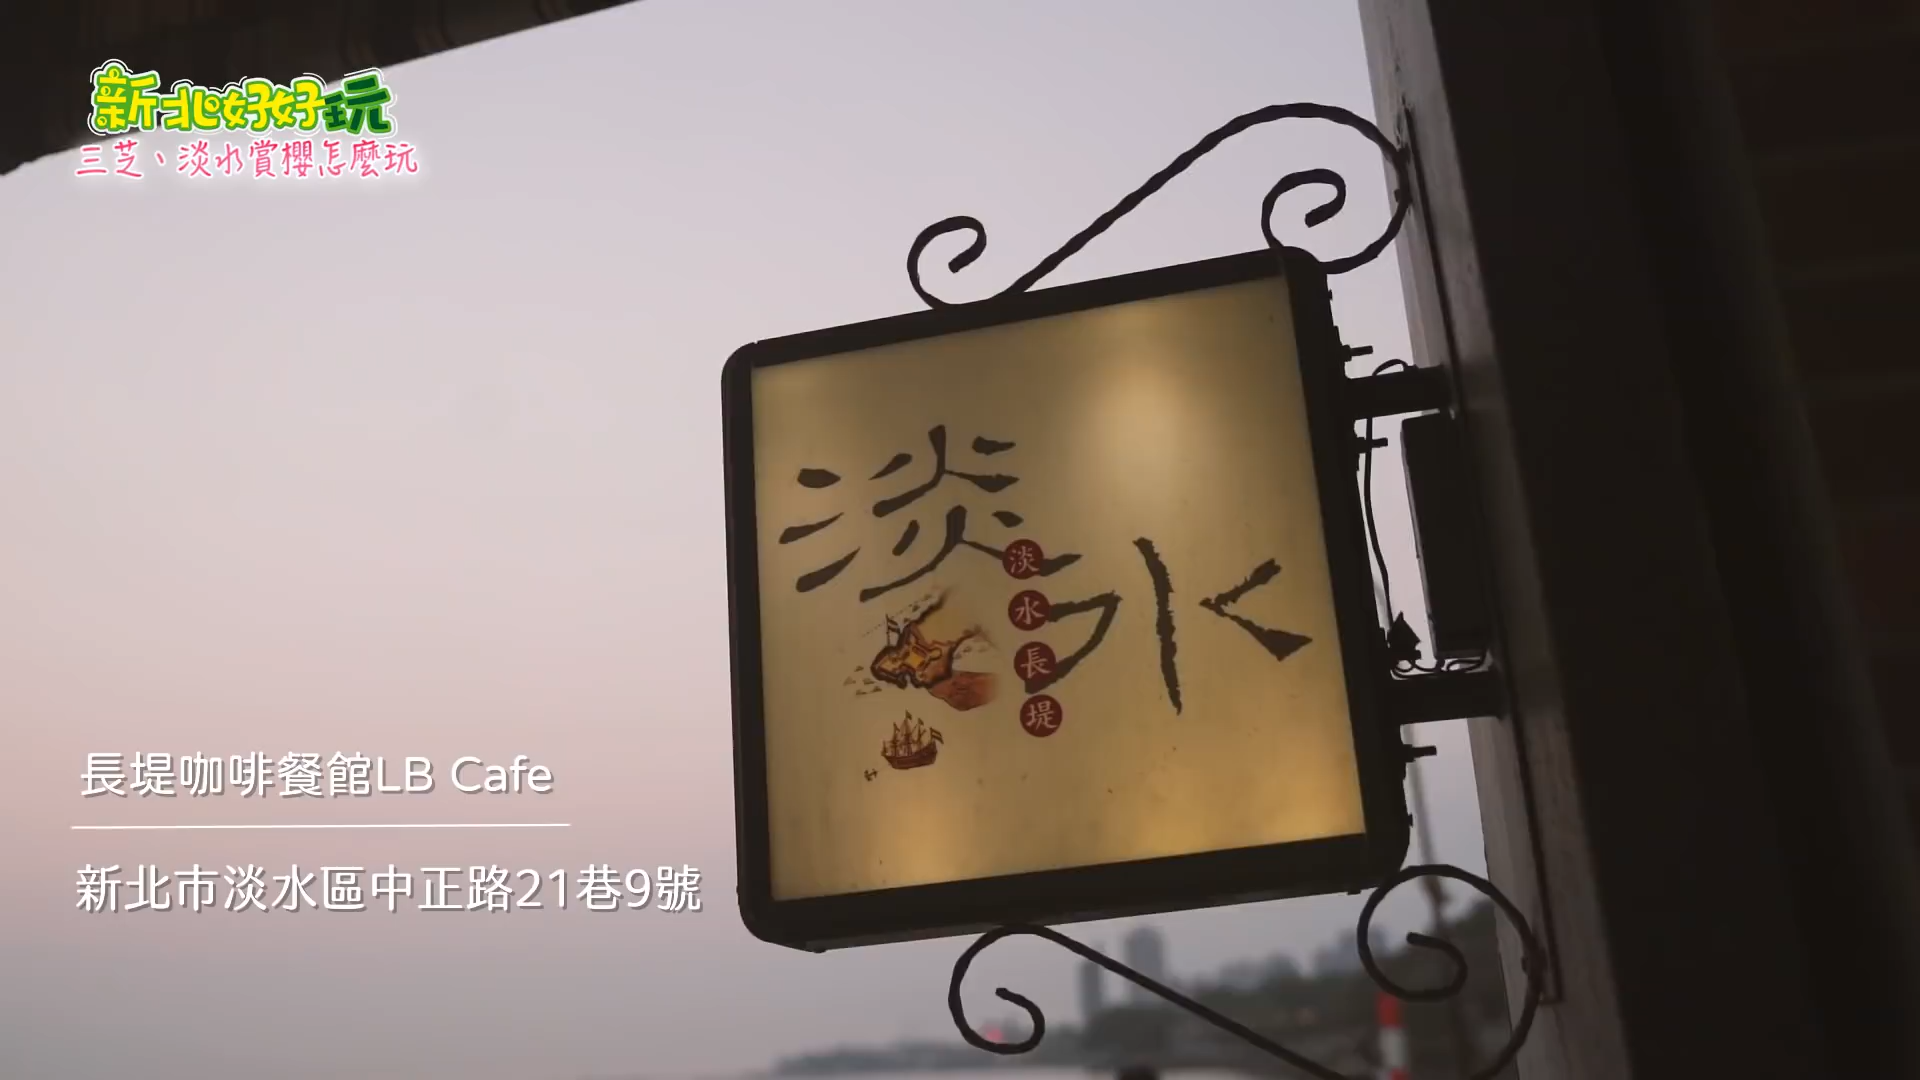 新北好好玩
三芝、淡水賞櫻怎麼玩
淡水
淡水長堤
長堤咖啡餐館LB Cafe
新北市淡水區中正路21巷9號